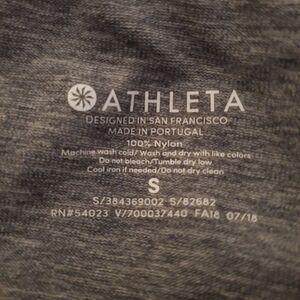 ATHLETA
DESIGNED IN SAN FRANCISCO
MADE IN PORTUGAL
100% Nylon
Machine wash cold/Wash and dry with like colors
Do not bleach/Tumble dry low
Cool iron if needed/Do not dry clean
S
S/384369002 S/82682
RN#54023 V/700037440 FA18 07/18